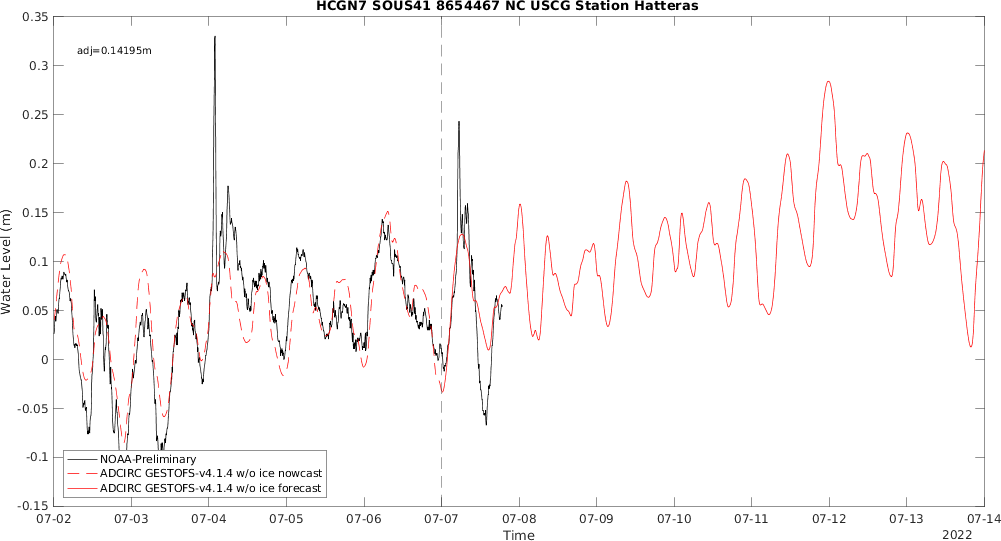 HCGN7 SOUS41 8654467 NC USCG Station Hatteras
adj=0.14195m
0.35
0.3
0.25
0.2
0.15
0.1
0.05
0
-0.05
-0.1
-0.15
Water Level (m)
NOAA-Preliminary
ADCIRC GESTOFS-v4.1.4 w/o ice nowcast
ADCIRC GESTOFS-v4.1.4 w/o ice forecast
07-02 07-03 07-04 07-05 07-06 07-07 07-08 07-09 07-10 07-11 07-12 07-13 07-14
Time
2022